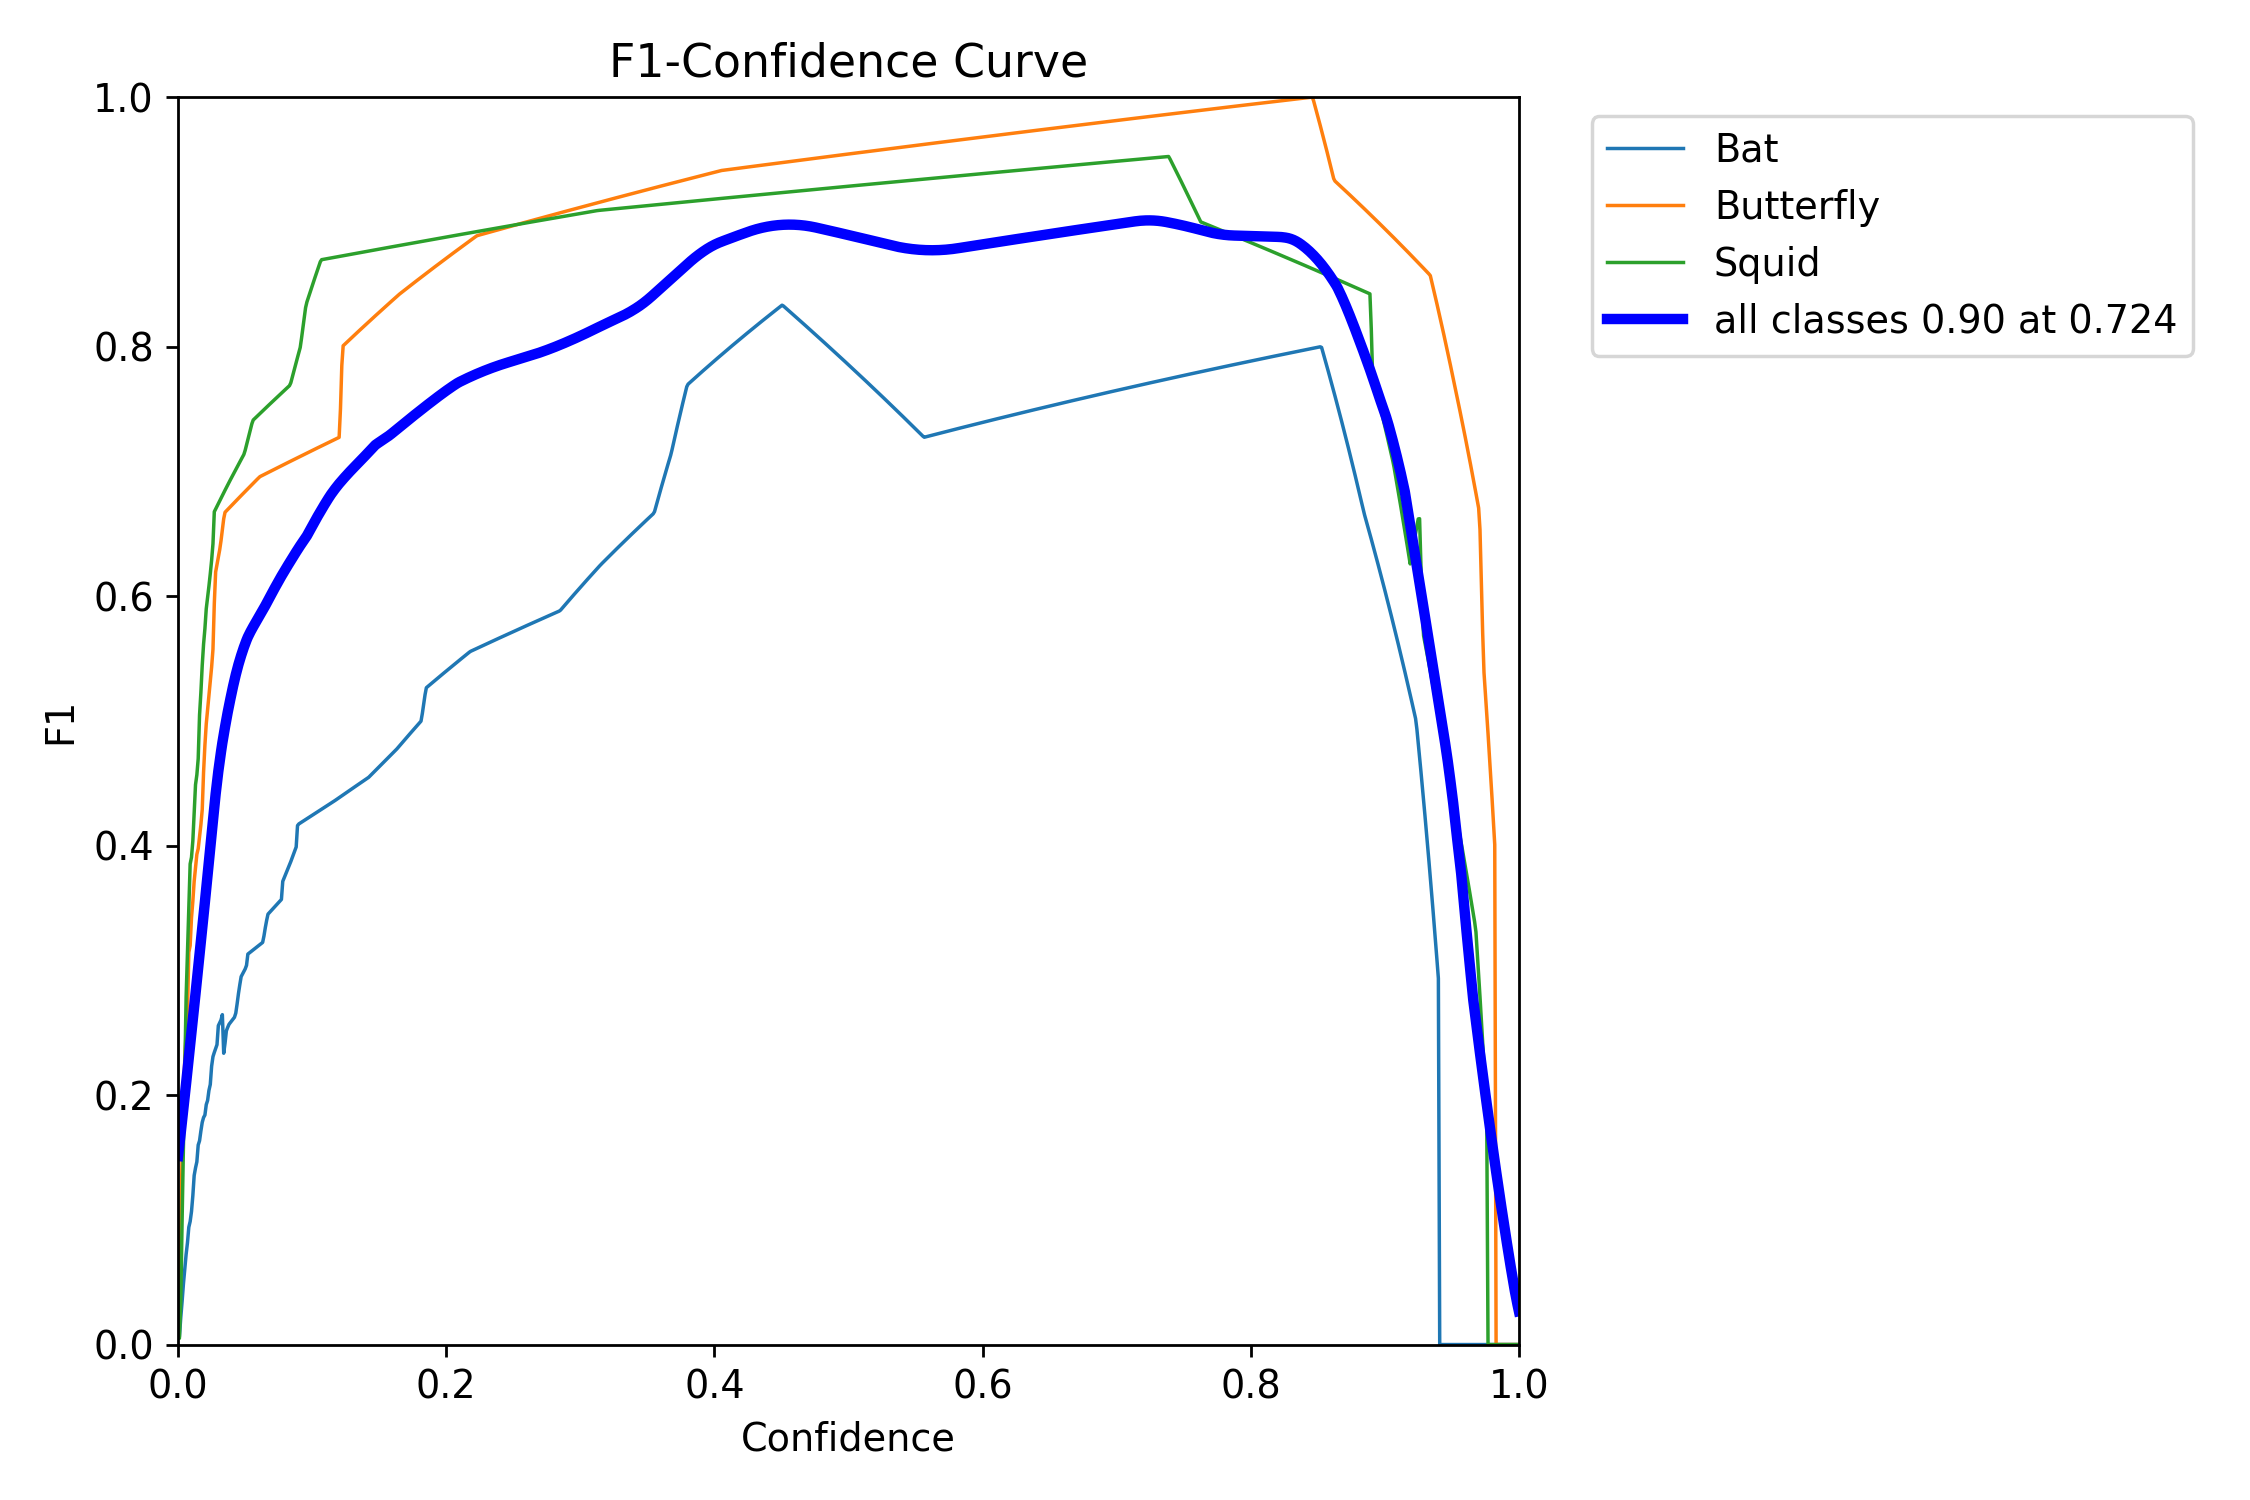 F1-Confidence Curve
1.0
0.8
0.6
0.4
0.2
0.0
F1
0.0 0.2 0.4 0.6 0.8 1.0
Confidence
Bat
Butterfly
Squid
all classes 0.90 at 0.724